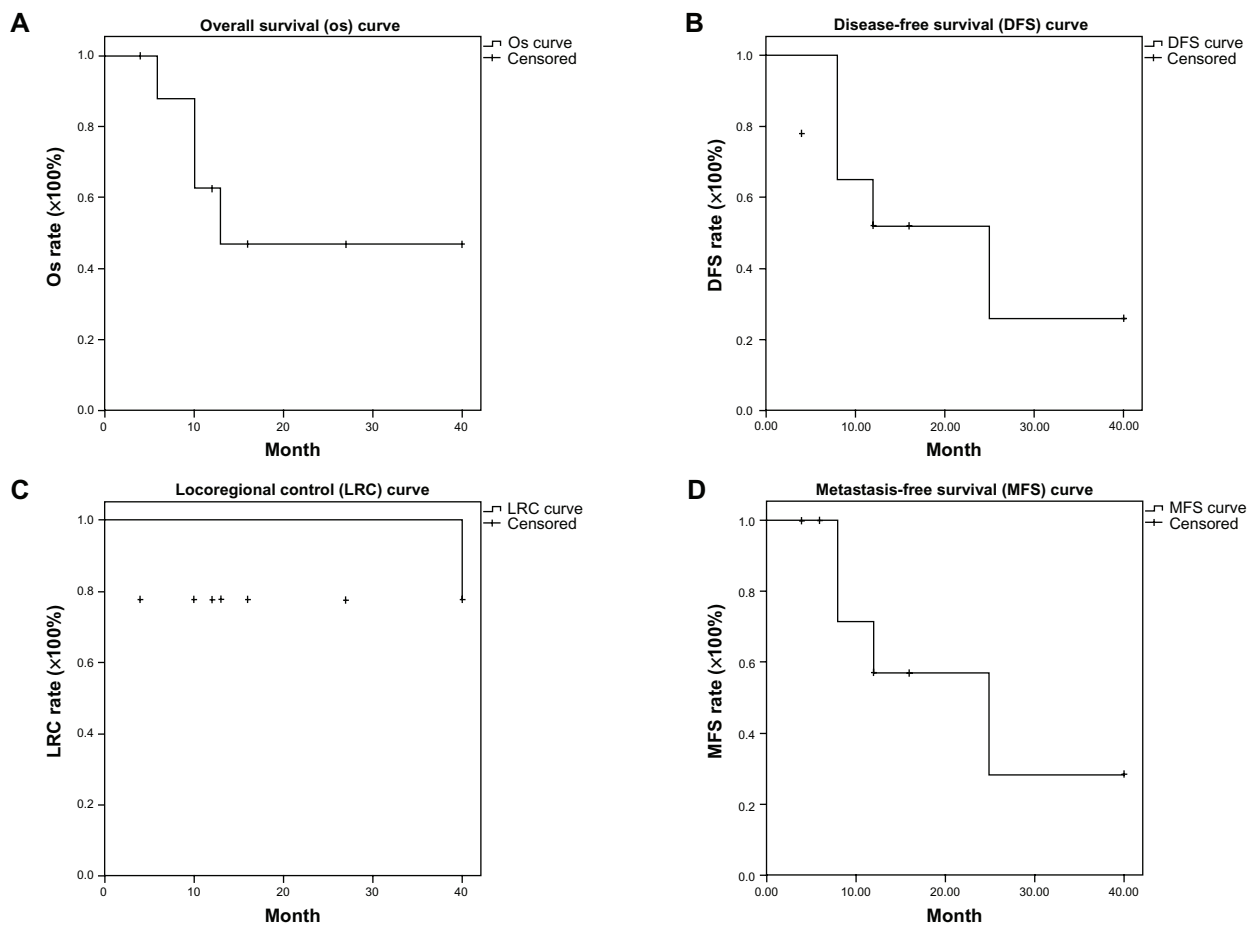 A
Overall survival (os) curve
Os curve
Censored
1.0
0.8
0.6
0.4
0.2
0.0
Os rate (×100%)
0 10 20 30 40
Month
B
Disease-free survival (DFS) curve
DFS curve
Censored
1.0
0.8
0.6
0.4
0.2
0.0
DFS rate (×100%)
0.00 10.00 20.00 30.00 40.00
Month
C
Locoregional control (LRC) curve
LRC curve
Censored
1.0
0.8
0.6
0.4
0.2
0.0
LRC rate (×100%)
0 10 20 30 40
Month
D
Metastasis-free survival (MFS) curve
MFS curve
Censored
1.0
0.8
0.6
0.4
0.2
0.0
MFS rate (×100%)
0.00 10.00 20.00 30.00 40.00
Month